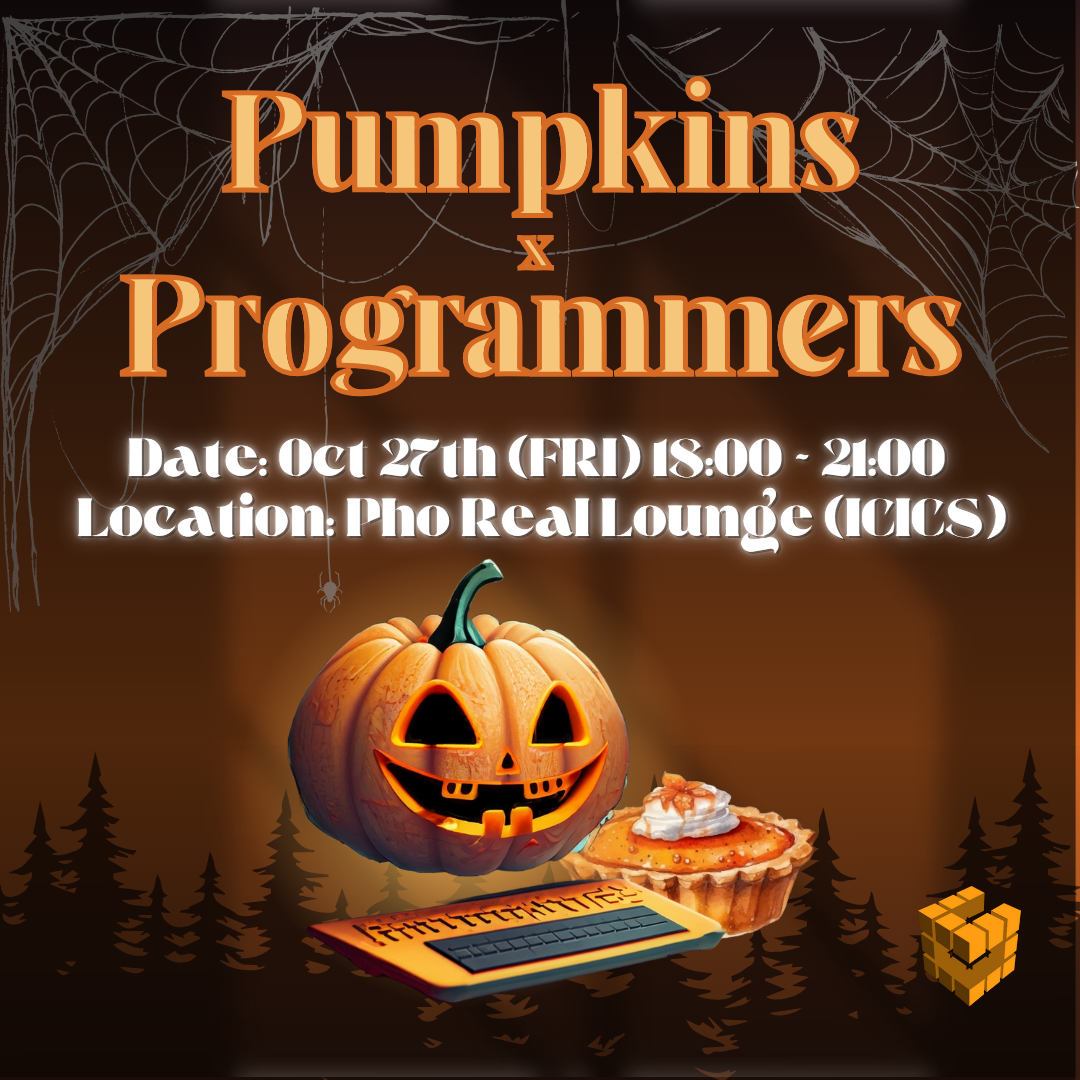 Pumpkins
x
Programmers
Date: Oct 27th (FRI) 18:00 - 21:00
Location: Pho Real Lounge (ICICS)